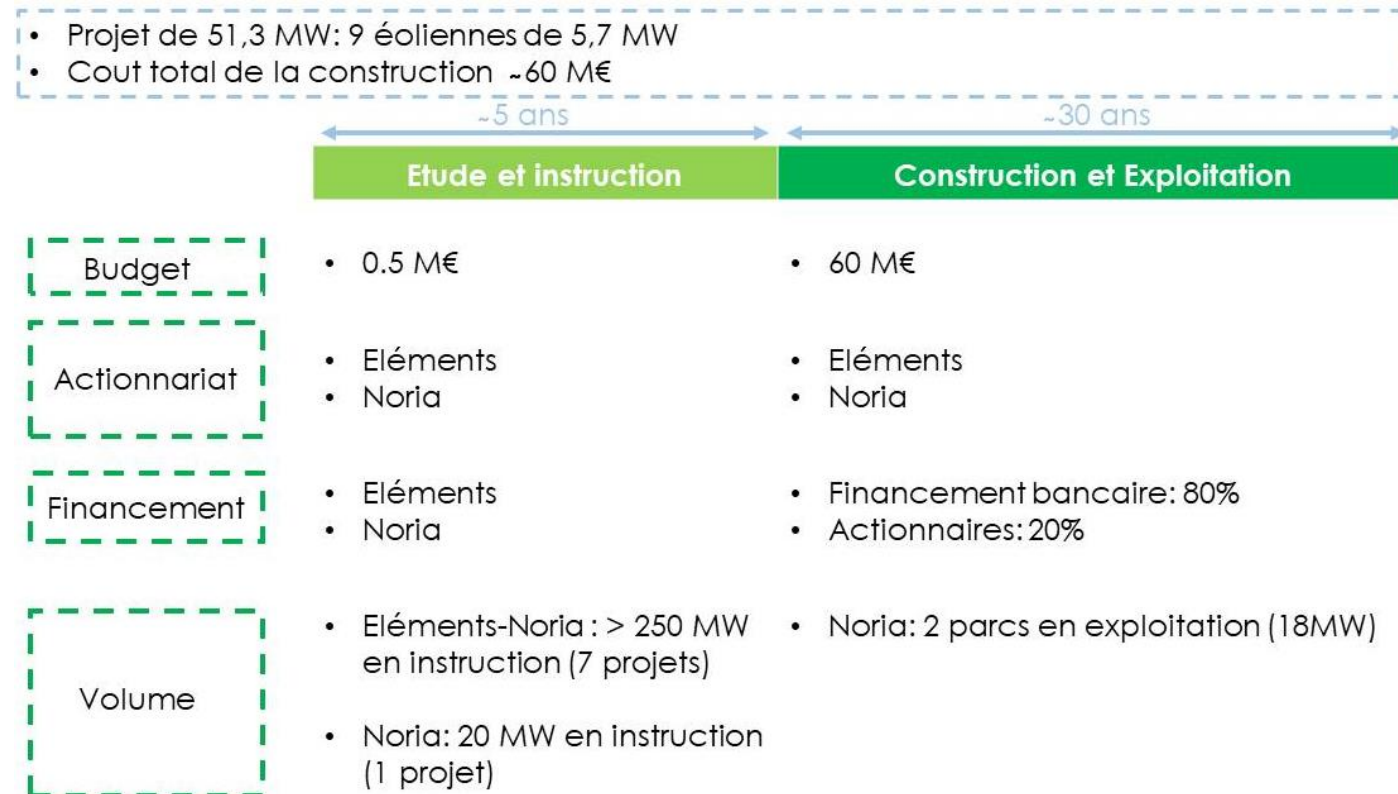 • Projet de 51,3 MW: 9 éoliennes de 5,7 MW
• Cout total de la construction ~60 M€
~5 ans
~30 ans
Etude et instruction
Construction et Exploitation
Budget
• 0.5 M€
• 60 M€
Actionnariat
• Eléments
• Noria
• Eléments
• Noria
Financement
• Eléments
• Noria
• Financement bancaire: 80%
• Actionnaires: 20%
Volume
• Eléments-Noria : > 250 MW
en instruction (7 projets)
• Noria: 20 MW en instruction
(1 projet)
• Noria: 2 parcs en exploitation (18MW)